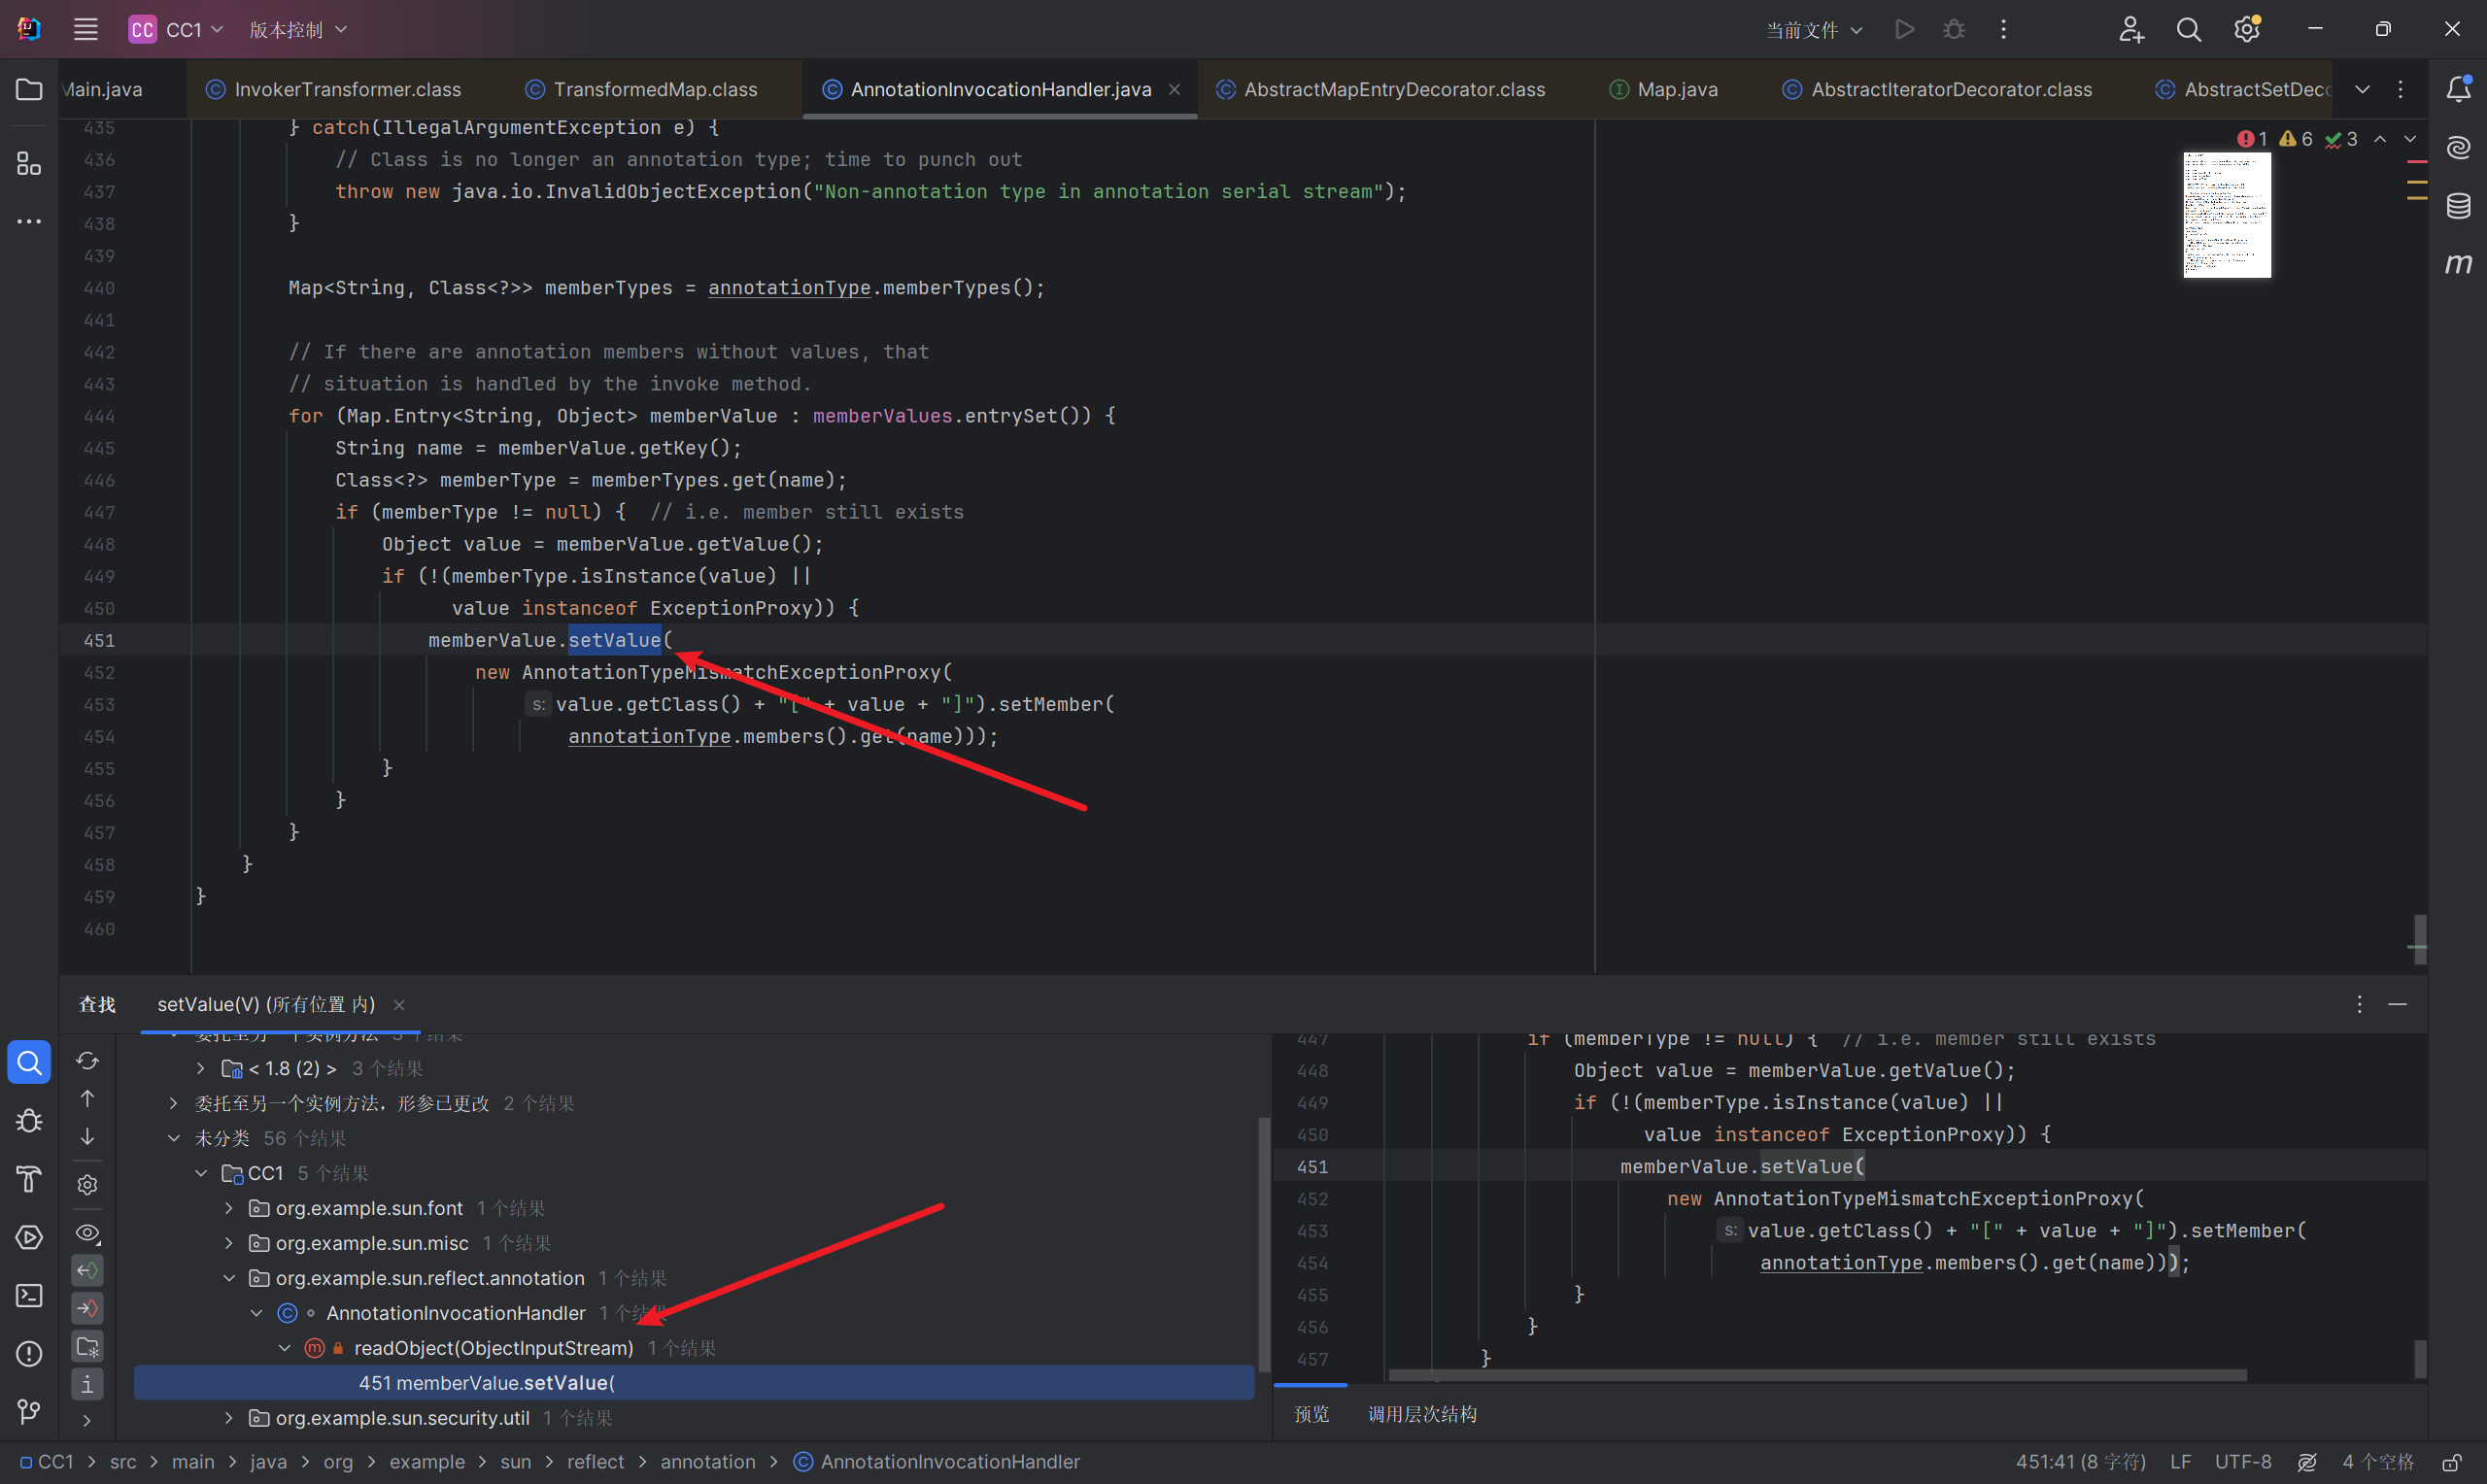 CC CC1 版本控制 当前文件
Main.java InvokerTransformer.class TransformedMap.class AnnotationInvocationHandler.java AbstractMapEntryDecorator.class Map.java AbstractIteratorDecorator.class AbstractSetDec
1 6 3
435 } catch(IllegalArgumentException e) {
436 // Class is no longer an annotation type; time to punch out
437 throw new java.io.InvalidObjectException("Non-annotation type in annotation serial stream");
438 }
439
440 Map<String, Class<?>> memberTypes = annotationType.memberTypes();
441
442 // If there are annotation members without values, that
443 // situation is handled by the invoke method.
444 for (Map.Entry<String, Object> memberValue : memberValues.entrySet()) {
445 String name = memberValue.getKey();
446 Class<?> memberType = memberTypes.get(name);
447 if (memberType != null) {  // i.e. member still exists
448 Object value = memberValue.getValue();
449 if (!(memberType.isInstance(value) ||
450 value instanceof ExceptionProxy)) {
451 memberValue.setValue(
452 new AnnotationTypeMismatchExceptionProxy(
453 s: value.getClass() + "[" + value + "]").setMember(
454 annotationType.members().get(name)));
455 }
456 }
457 }
458 }
459 }
460
查找 setValue(V) (所有位置 内)
委托至另一个实例方法 3 个结果
< 1.8 (2) > 3 个结果
委托至另一个实例方法，形参已更改 2 个结果
未分类 56 个结果
CC1 5 个结果
org.example.sun.font 1 个结果
org.example.sun.misc 1 个结果
org.example.sun.reflect.annotation 1 个结果
AnnotationInvocationHandler 1 个结果
readObject(ObjectInputStream) 1 个结果
451 memberValue.setValue(
org.example.sun.security.util 1 个结果
447 if (memberType != null) {  // i.e. member still exists
448 Object value = memberValue.getValue();
449 if (!(memberType.isInstance(value) ||
450 value instanceof ExceptionProxy)) {
451 memberValue.setValue(
452 new AnnotationTypeMismatchExceptionProxy(
453 s: value.getClass() + "[" + value + "]").setMember(
454 annotationType.members().get(name)));
455 }
456 }
457 }
预览 调用层次结构
CC1 > src > main > java > org > example > sun > reflect > annotation > AnnotationInvocationHandler 451:41 (8 字符) LF UTF-8 4 个空格